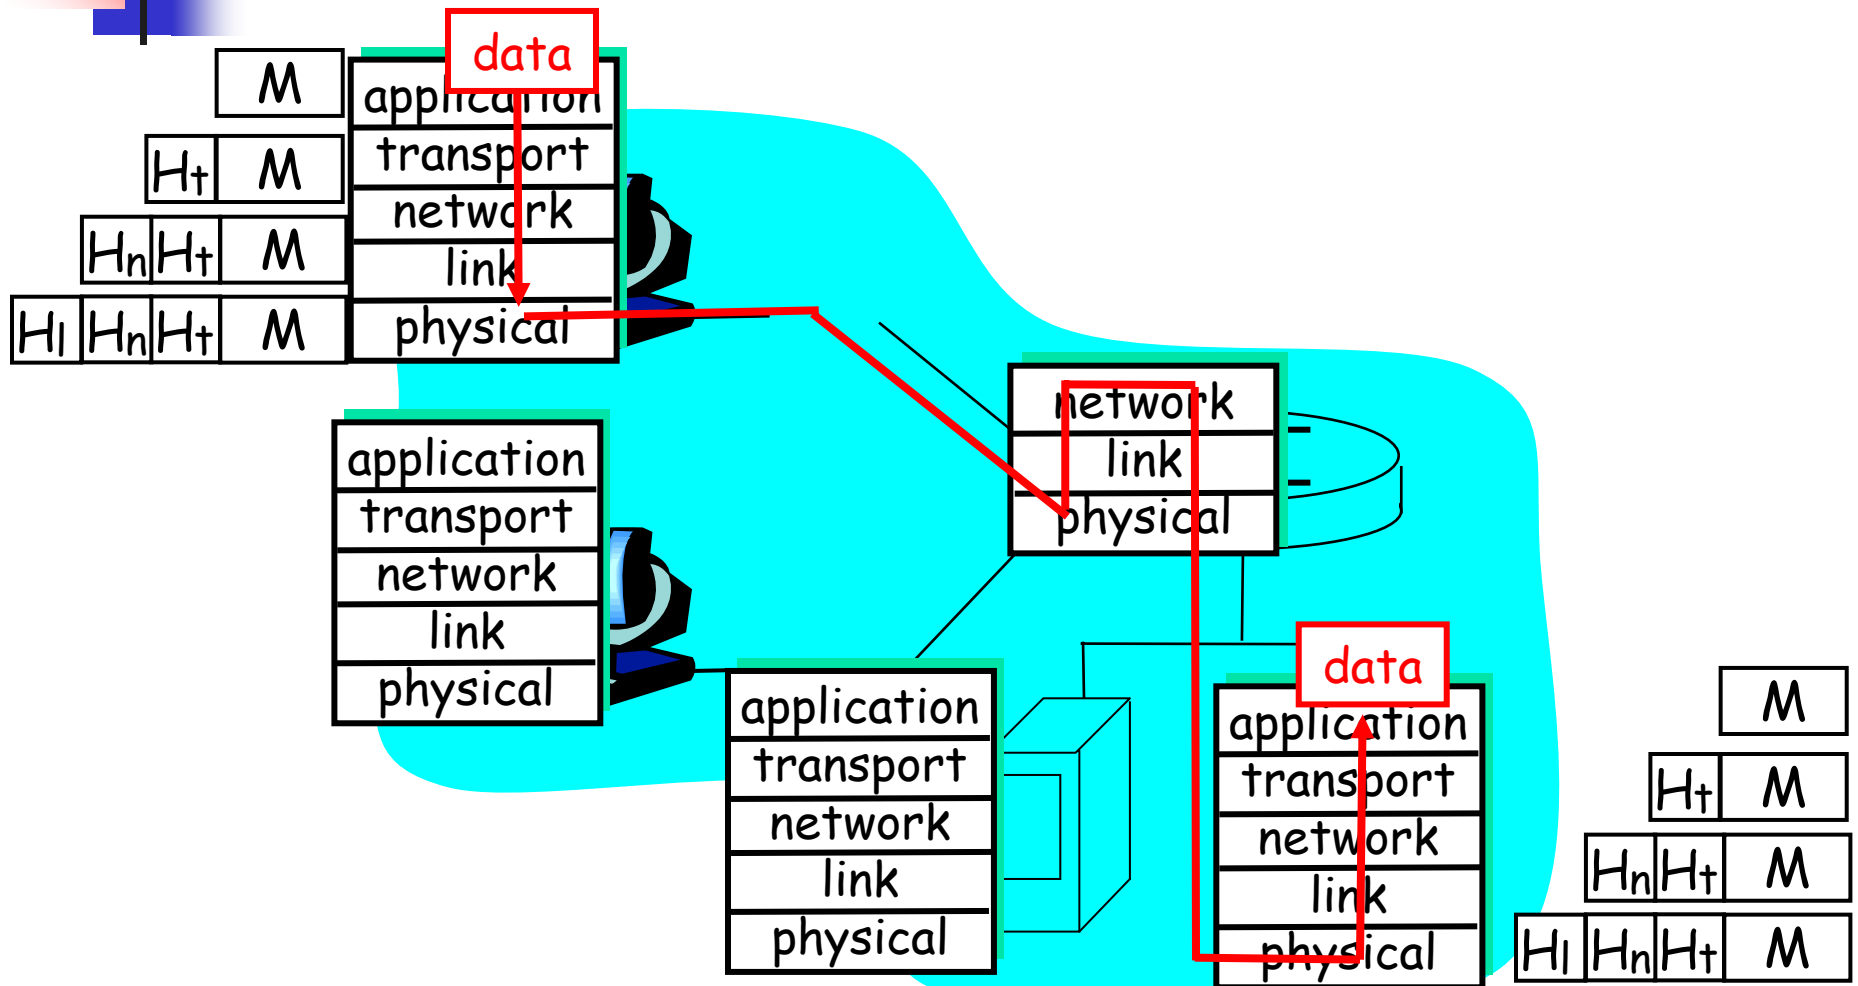 data
M
application
Ht M
transport
Hn Ht M
network
link
Hl Hn Ht M
physical
network
link
physical
application
transport
network
link
physical
data
application
transport
network
link
physical
application
transport
network
link
physical
M
Ht M
Hn Ht M
Hl Hn Ht M